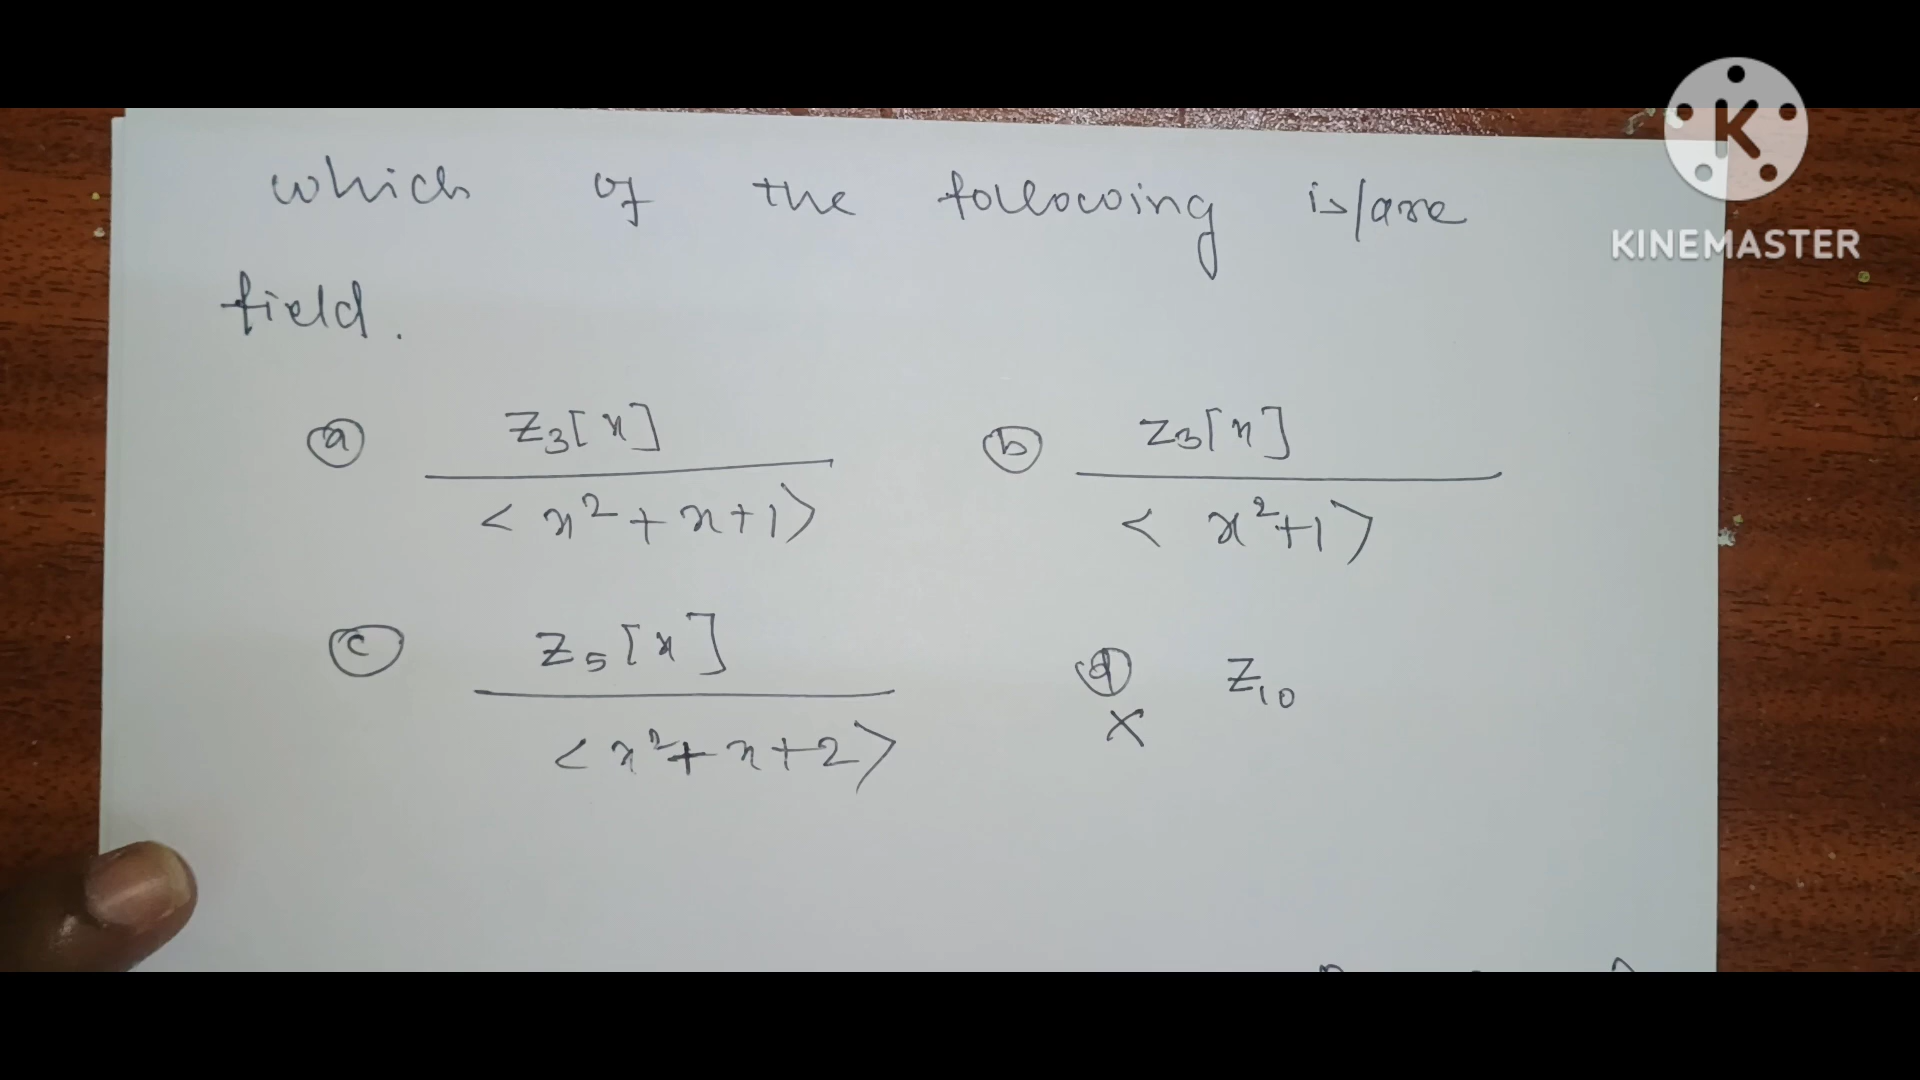 which of the following is/are
KINEMASTER
field.
(a) Z₃[x] / < x² + x + 1 >
(b) Z₃[x] / < x² + 1 >
(c) Z₅[x] / < x² + x + 2 >
(d) Z₁₀
X